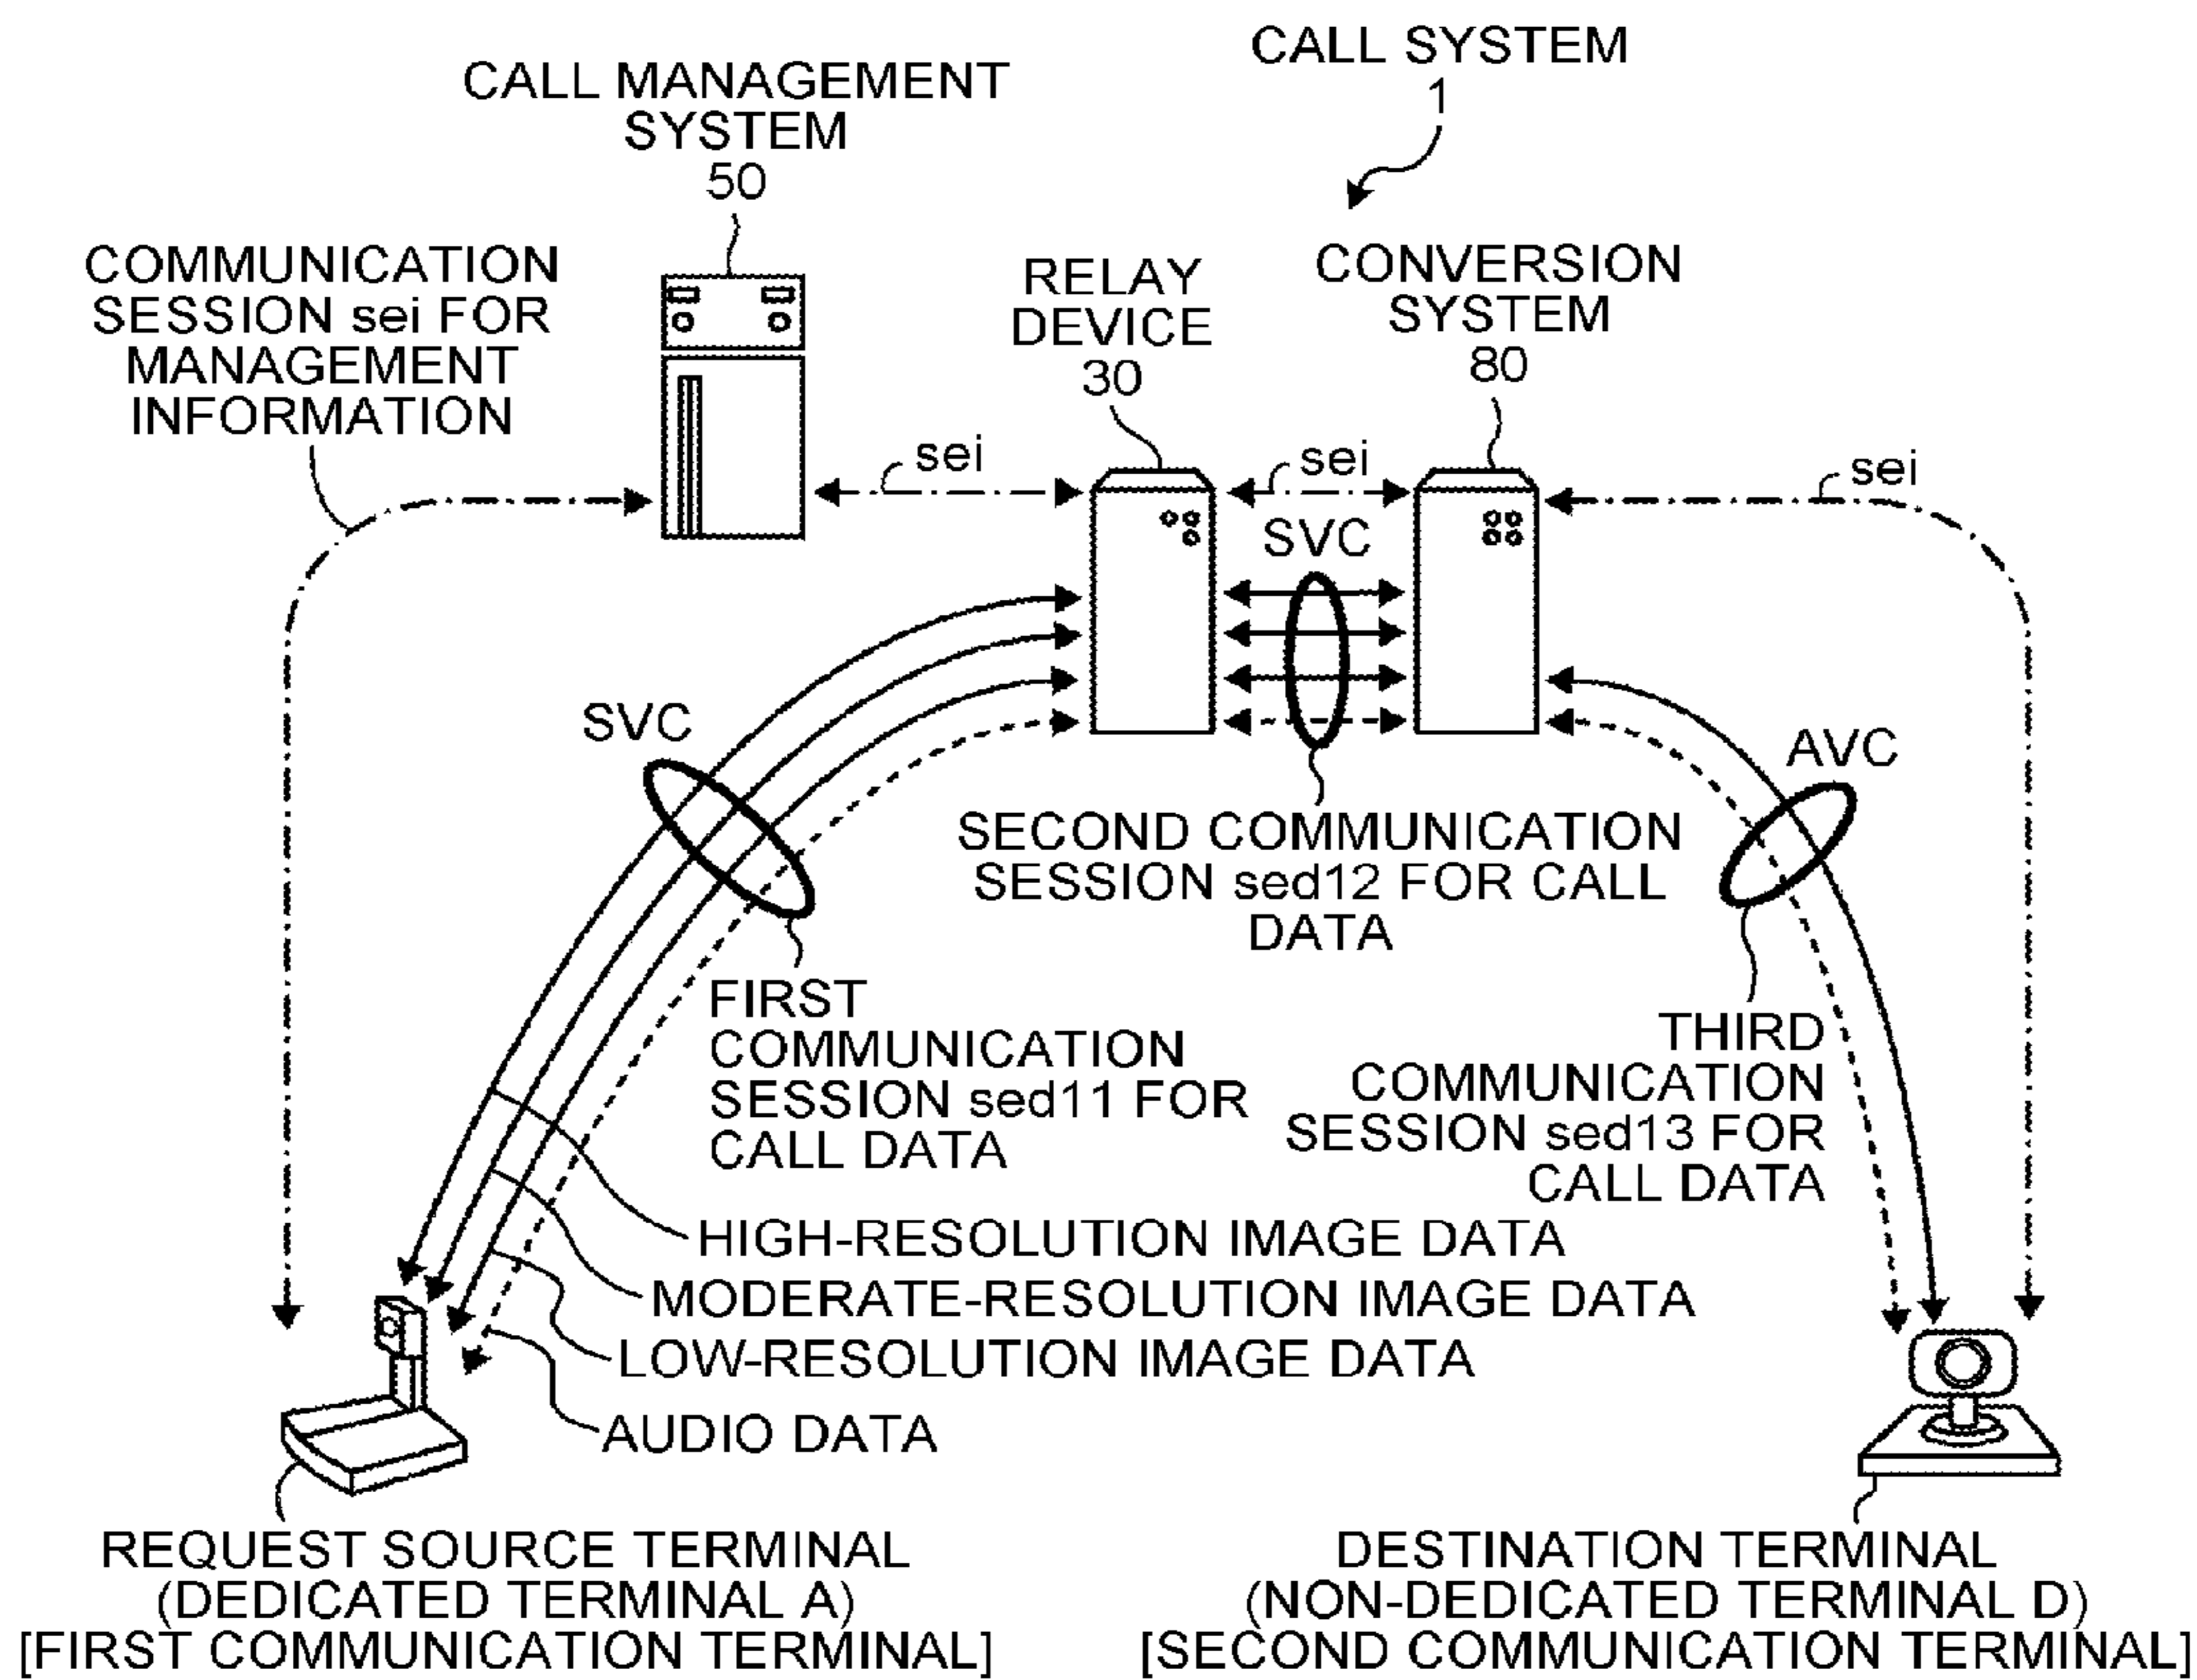 CALL SYSTEM
1
CALL MANAGEMENT
SYSTEM
50
COMMUNICATION
SESSION sei FOR
MANAGEMENT
INFORMATION
RELAY
DEVICE
30
CONVERSION
SYSTEM
80
sei
sei
sei
SVC
SVC
AVC
SECOND COMMUNICATION
SESSION sed12 FOR CALL
DATA
FIRST
COMMUNICATION
SESSION sed11 FOR
CALL DATA
THIRD
COMMUNICATION
SESSION sed13 FOR
CALL DATA
HIGH-RESOLUTION IMAGE DATA
MODERATE-RESOLUTION IMAGE DATA
LOW-RESOLUTION IMAGE DATA
AUDIO DATA
REQUEST SOURCE TERMINAL
(DEDICATED TERMINAL A)
[FIRST COMMUNICATION TERMINAL]
DESTINATION TERMINAL
(NON-DEDICATED TERMINAL D)
[SECOND COMMUNICATION TERMINAL]